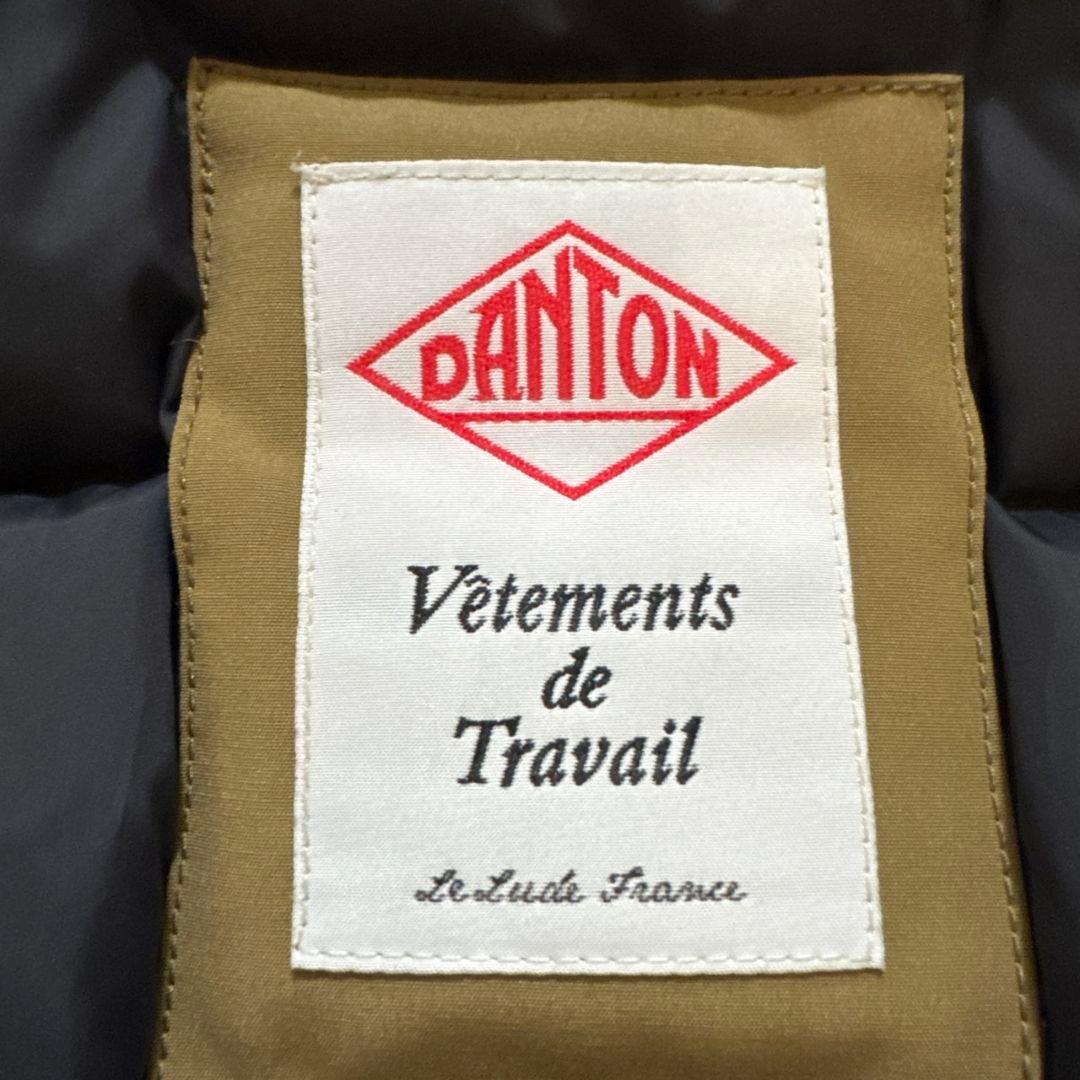 DANTON
Vêtements
de
Travail
Le Lude France